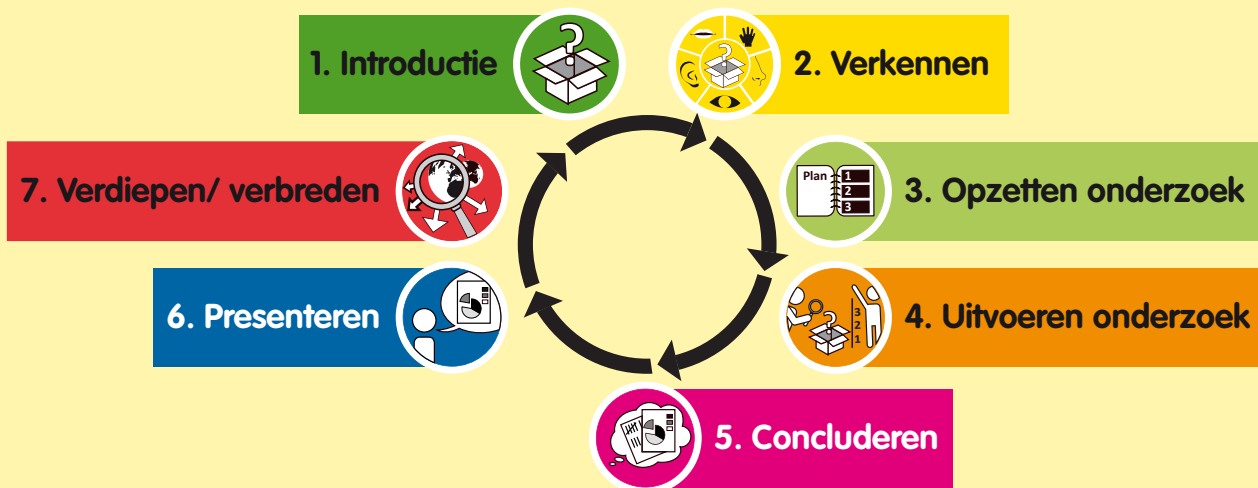 1. Introductie
2. Verkennen
3. Opzetten onderzoek
Plan
1
2
3
4. Uitvoeren onderzoek
3
2
1
5. Concluderen
6. Presenteren
7. Verdiepen/ verbreden